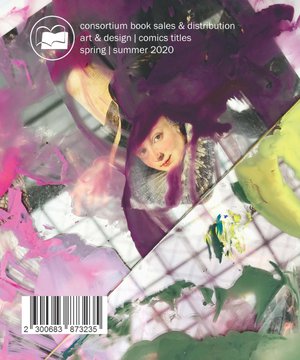 consortium book sales & distribution
art & design | comics titles
spring | summer 2020
2 300683 873235